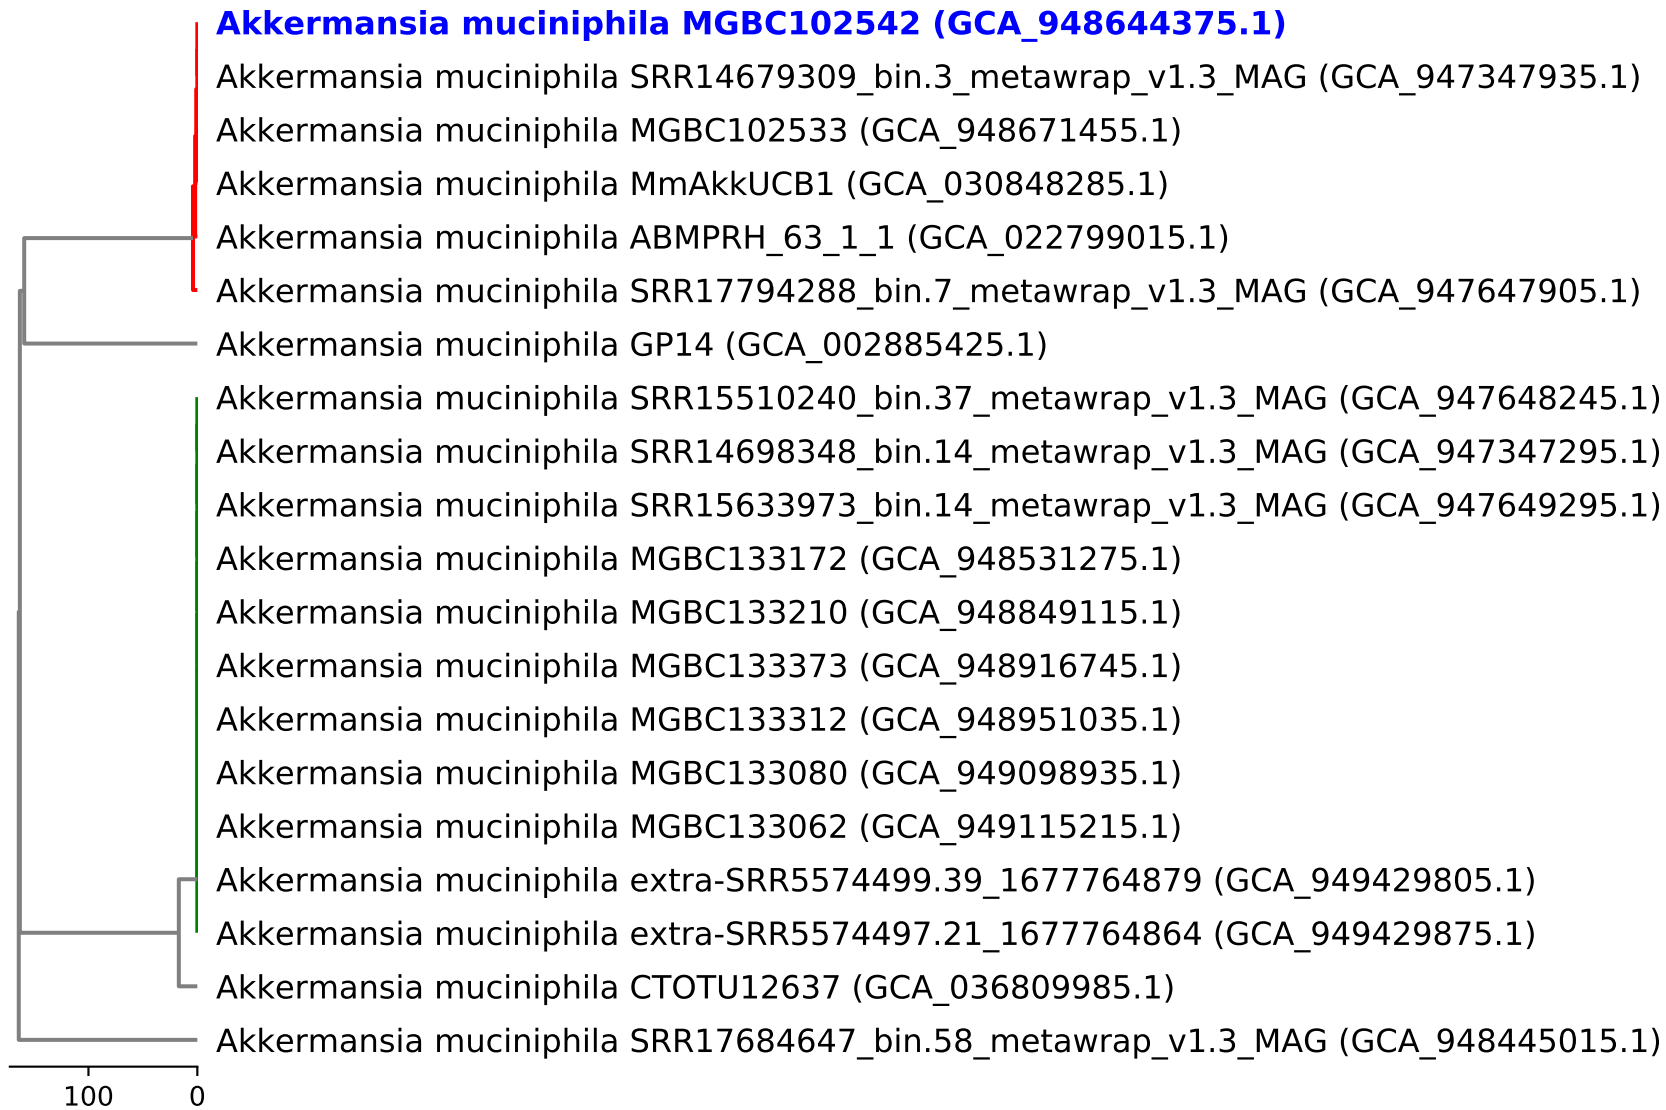 Akkermansia muciniphila MGBC102542 (GCA_948644375.1)
Akkermansia muciniphila SRR14679309_bin.3_metawrap_v1.3_MAG (GCA_947347935.1)
Akkermansia muciniphila MGBC102533 (GCA_948671455.1)
Akkermansia muciniphila MmAkkUCB1 (GCA_030848285.1)
Akkermansia muciniphila ABMPRH_63_1_1 (GCA_022799015.1)
Akkermansia muciniphila SRR17794288_bin.7_metawrap_v1.3_MAG (GCA_947647905.1)
Akkermansia muciniphila GP14 (GCA_002885425.1)
Akkermansia muciniphila SRR15510240_bin.37_metawrap_v1.3_MAG (GCA_947648245.1)
Akkermansia muciniphila SRR14698348_bin.14_metawrap_v1.3_MAG (GCA_947347295.1)
Akkermansia muciniphila SRR15633973_bin.14_metawrap_v1.3_MAG (GCA_947649295.1)
Akkermansia muciniphila MGBC133172 (GCA_948531275.1)
Akkermansia muciniphila MGBC133210 (GCA_948849115.1)
Akkermansia muciniphila MGBC133373 (GCA_948916745.1)
Akkermansia muciniphila MGBC133312 (GCA_948951035.1)
Akkermansia muciniphila MGBC133080 (GCA_949098935.1)
Akkermansia muciniphila MGBC133062 (GCA_949115215.1)
Akkermansia muciniphila extra-SRR5574499.39_1677764879 (GCA_949429805.1)
Akkermansia muciniphila extra-SRR5574497.21_1677764864 (GCA_949429875.1)
Akkermansia muciniphila CTOTU12637 (GCA_036809985.1)
Akkermansia muciniphila SRR17684647_bin.58_metawrap_v1.3_MAG (GCA_948445015.1)
100 0